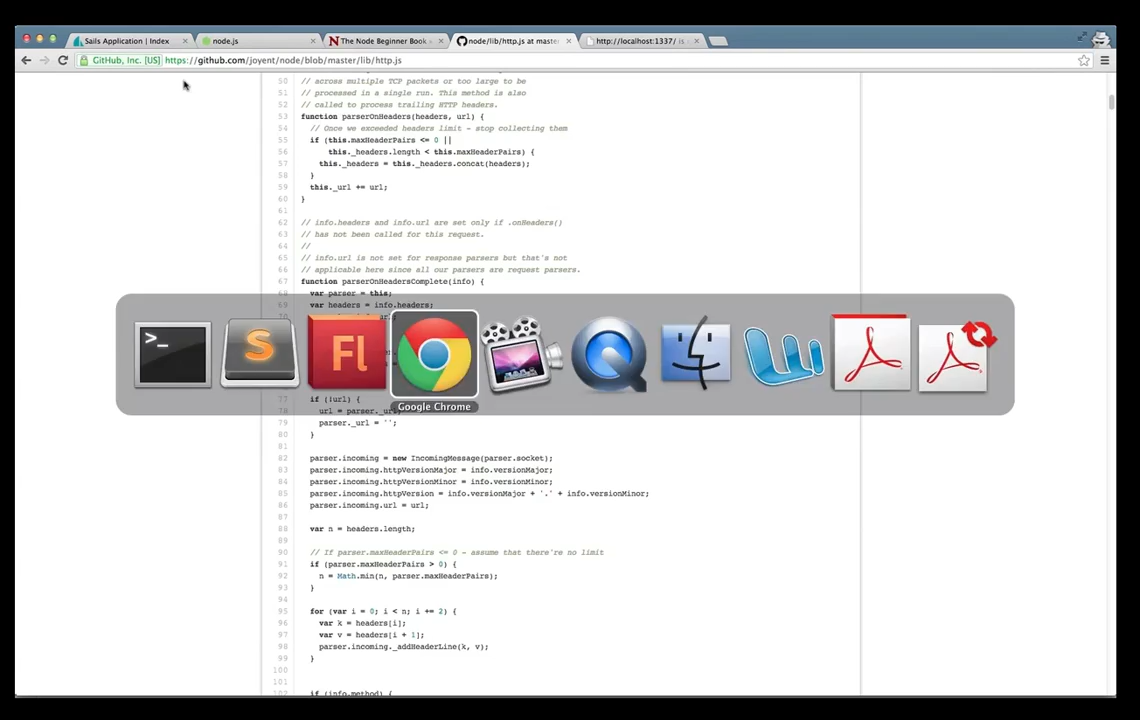 Sails Application | Index
node.js
The Node Beginner Book
node/lib/http.js at maste
http://localhost:1337/ is
GitHub, Inc. [US] https://github.com/joyent/node/blob/master/lib/http.js
50 // across multiple TCP packets or too large to be
51 // processed in a single run. This method is also
52 // called to process trailing HTTP headers.
53 function parserOnHeaders(headers, url) {
54 // Once we exceeded headers limit - stop collecting them
55 if (this.maxHeaderPairs <= 0 ||
56 this._headers.length < this.maxHeaderPairs) {
57 this._headers = this._headers.concat(headers);
58 }
59 this._url += url;
60 }
61
62 // info.headers and info.url are set only if .onHeaders()
63 // has not been called for this request.
64 //
65 // info.url is not set for response parsers but that's not
66 // applicable here since all our parsers are request parsers.
67 function parserOnHeadersComplete(info) {
68 var parser = this;
69 var headers = info.headers;
>_
S
Fl
Google Chrome
77 if (!url) {
78 url = parser._url;
79 parser._url = '';
80 }
81
82 parser.incoming = new IncomingMessage(parser.socket);
83 parser.incoming.httpVersionMajor = info.versionMajor;
84 parser.incoming.httpVersionMinor = info.versionMinor;
85 parser.incoming.httpVersion = info.versionMajor + '.' + info.versionMinor;
86 parser.incoming.url = url;
87
88 var n = headers.length;
89
90 // If parser.maxHeaderPairs <= 0 - assume that there're no limit
91 if (parser.maxHeaderPairs > 0) {
92 n = Math.min(n, parser.maxHeaderPairs);
93 }
94
95 for (var i = 0; i < n; i += 2) {
96 var k = headers[i];
97 var v = headers[i + 1];
98 parser.incoming._addHeaderLine(k, v);
99 }
100
101
102 if (info.method) {